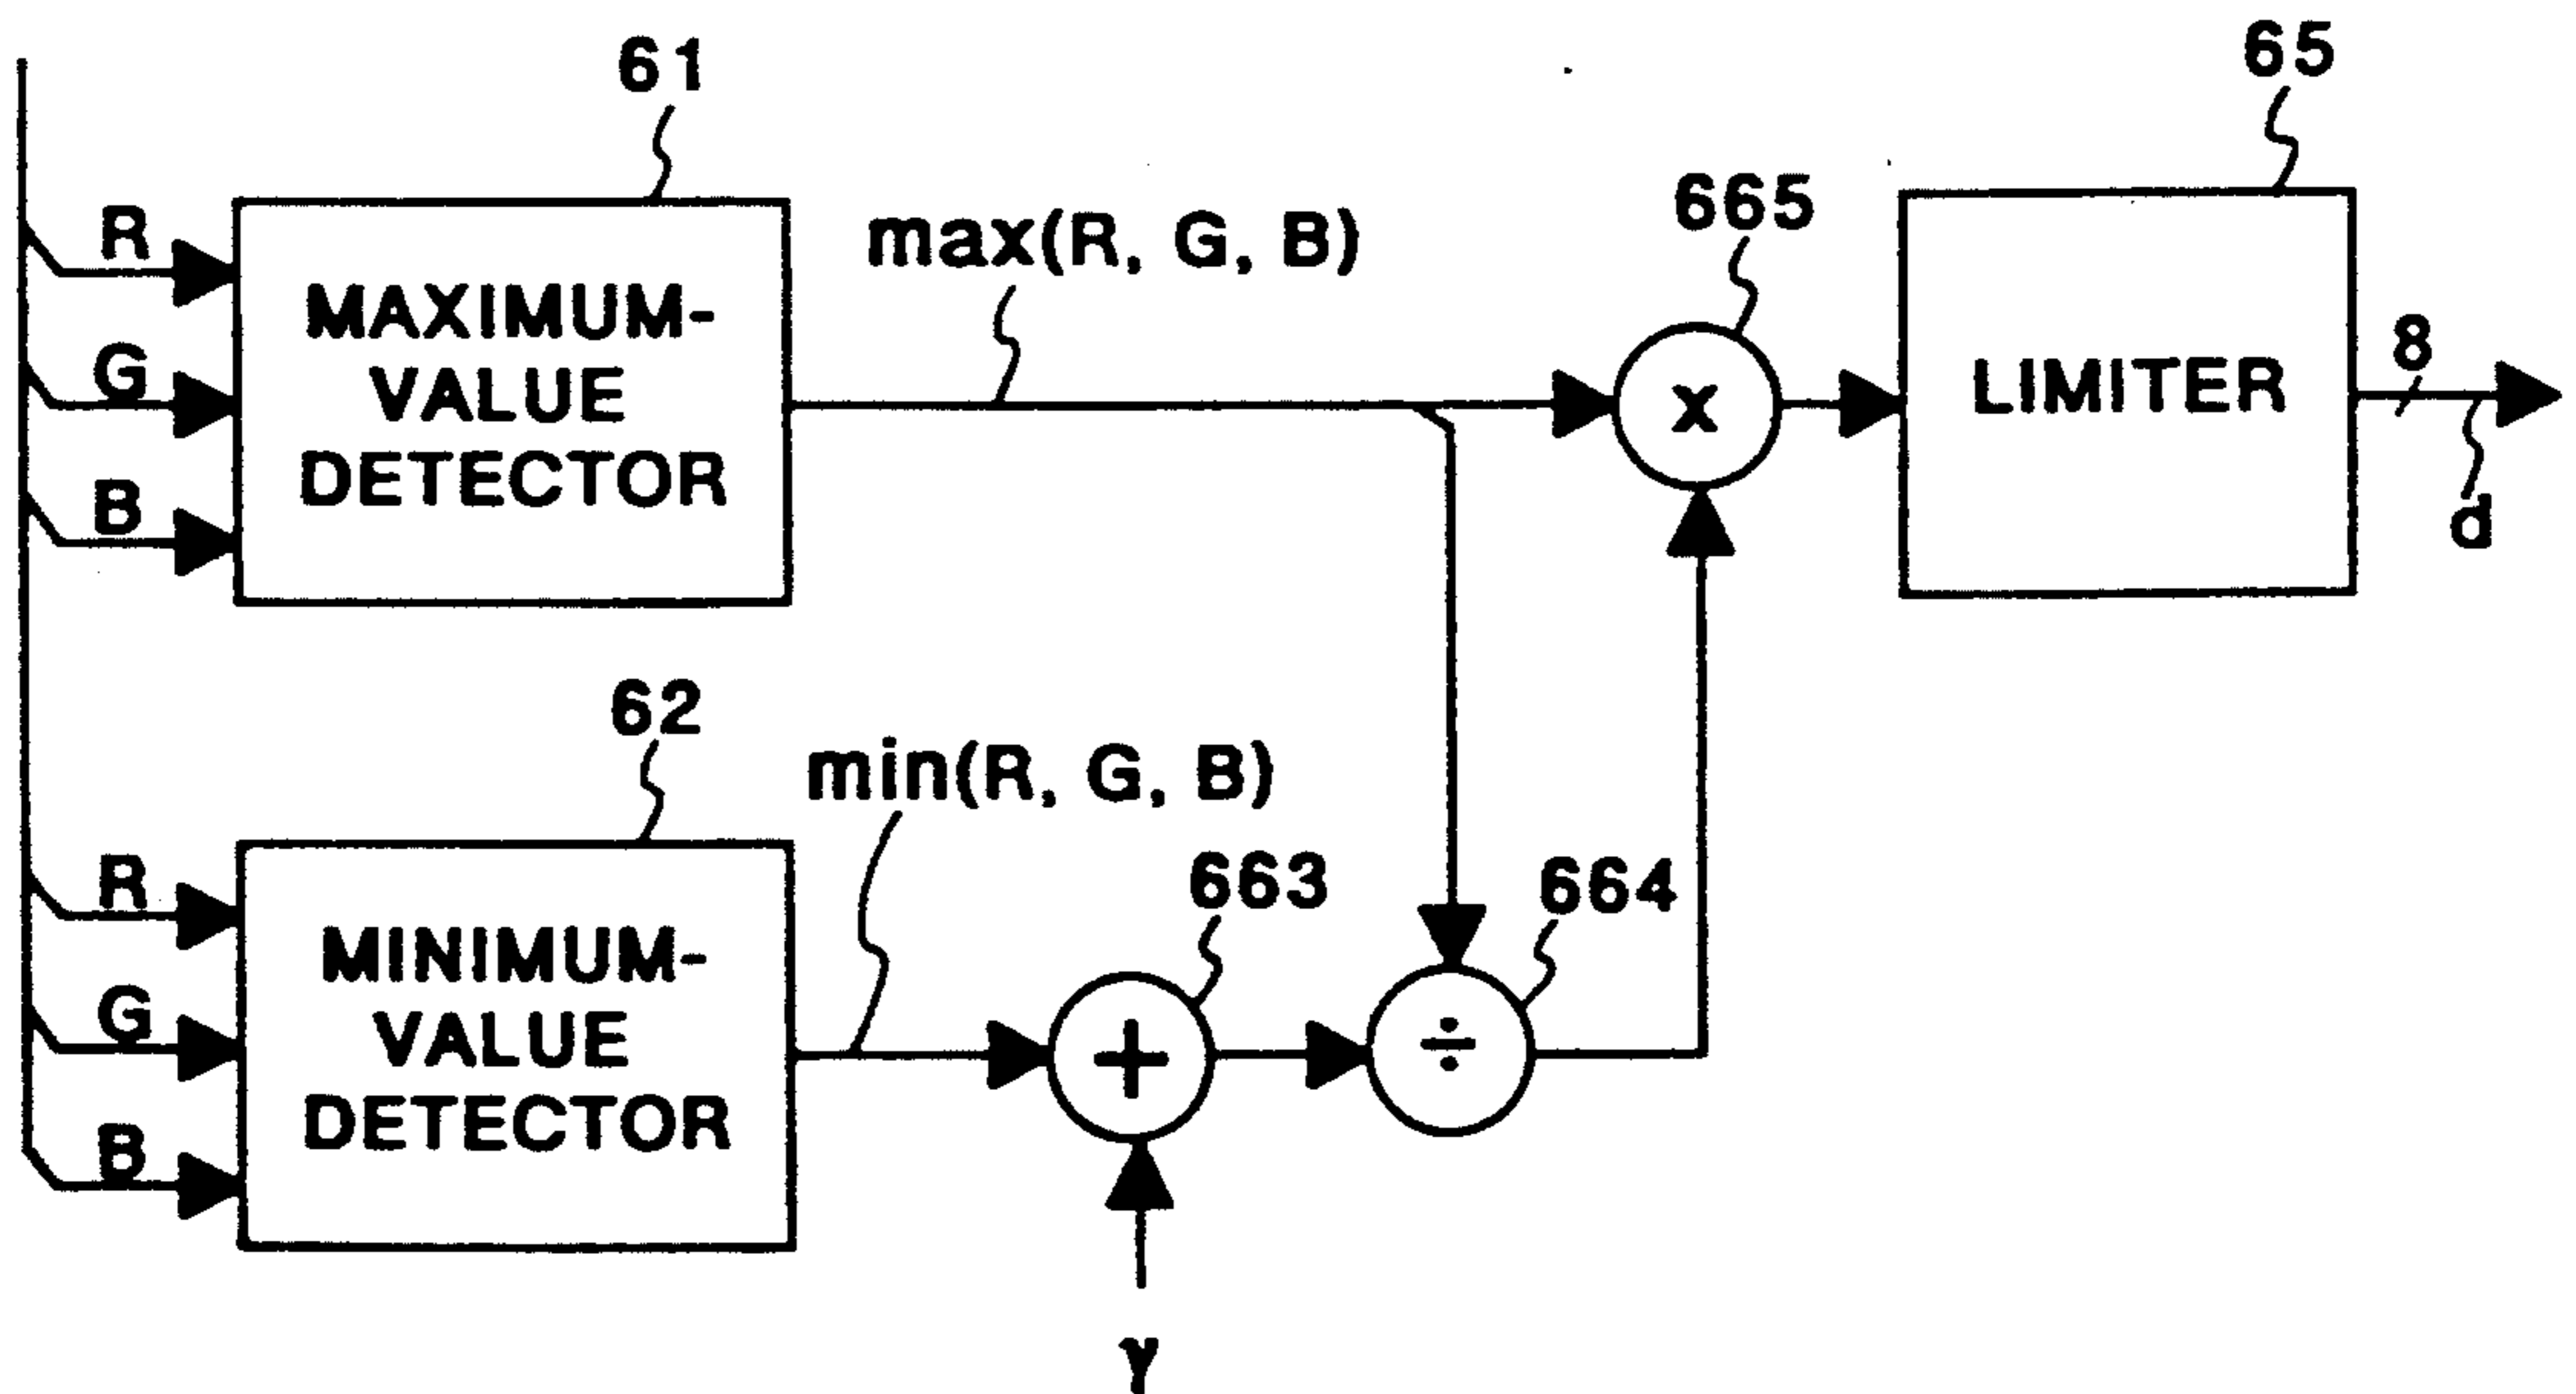 61
65
R
G
B
MAXIMUM-
VALUE
DETECTOR
max(R, G, B)
665
x
LIMITER
8
d
62
R
G
B
MINIMUM-
VALUE
DETECTOR
min(R, G, B)
663
+
664
÷
γ